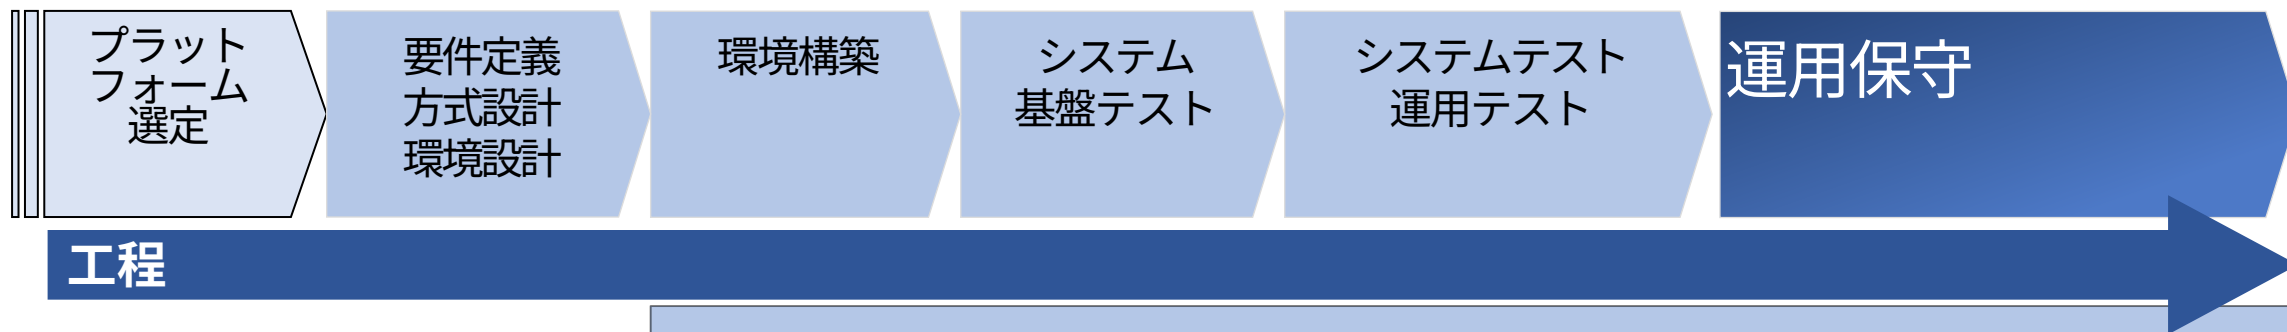 プラット
フォーム
選定
要件定義
方式設計
環境設計
環境構築
システム
基盤テスト
システムテスト
運用テスト
運用保守
工程